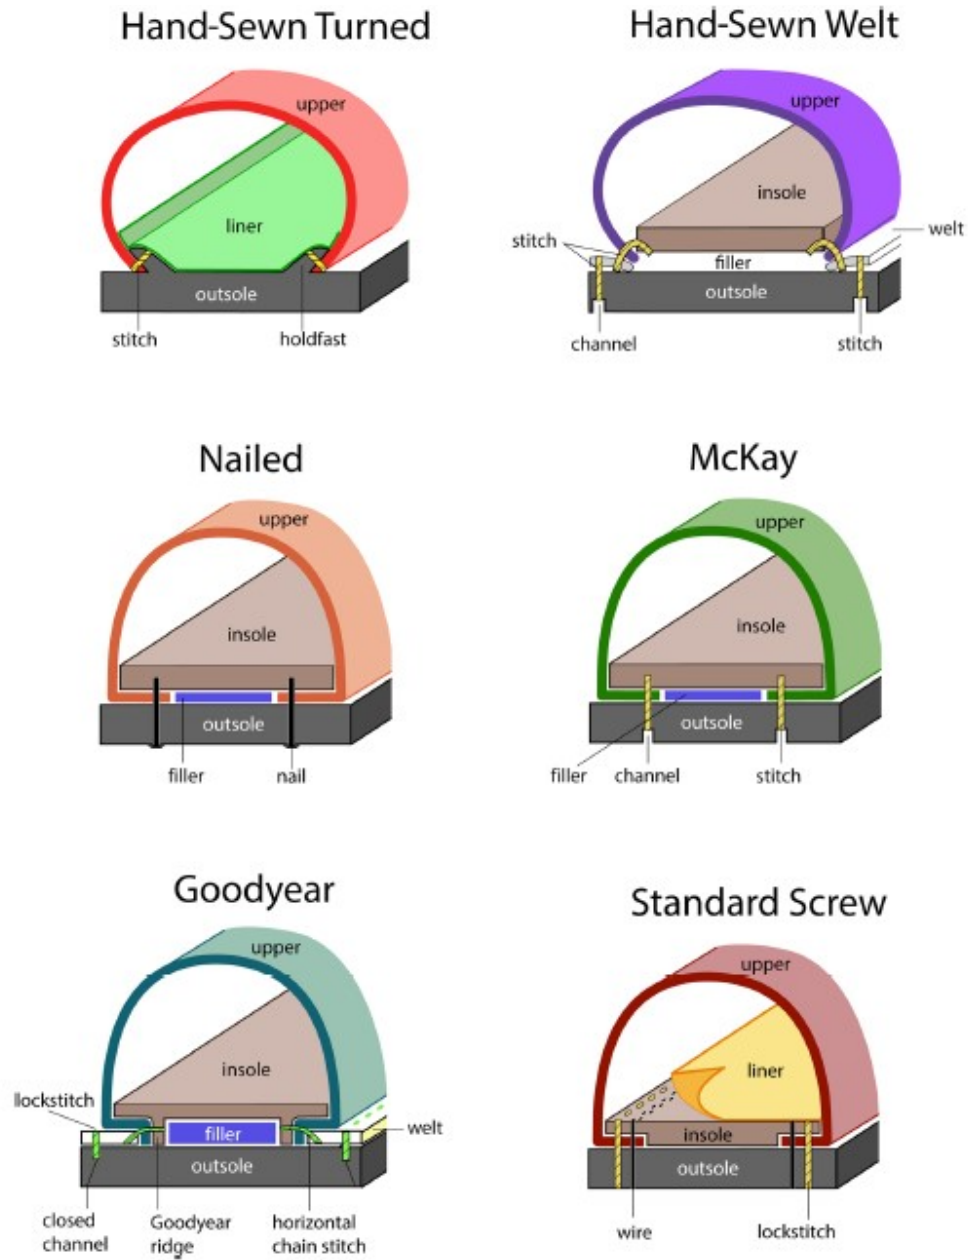 Hand-Sewn Turned
upper
liner
outsole
stitch
holdfast
Hand-Sewn Welt
upper
insole
stitch
welt
filler
outsole
channel
stitch
Nailed
upper
insole
outsole
filler
nail
McKay
upper
insole
outsole
filler
channel
stitch
Goodyear
upper
insole
lockstitch
filler
welt
outsole
closed
channel
Goodyear
ridge
horizontal
chain stitch
Standard Screw
upper
liner
insole
outsole
wire
lockstitch